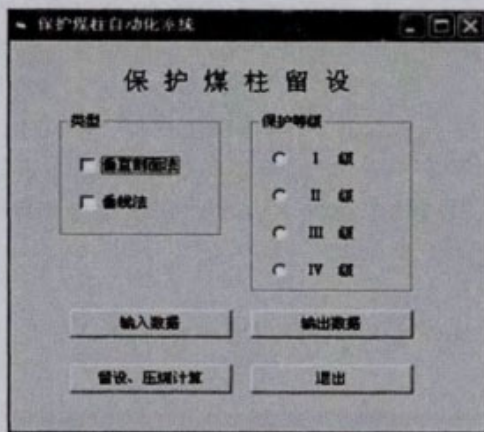 保护煤柱自动化系统
保护煤柱留设
类型
垂直剖面法
垂线法
保护等级
I 级
II 级
III 级
IV 级
输入数据
输出数据
留设、压煤计算
退出